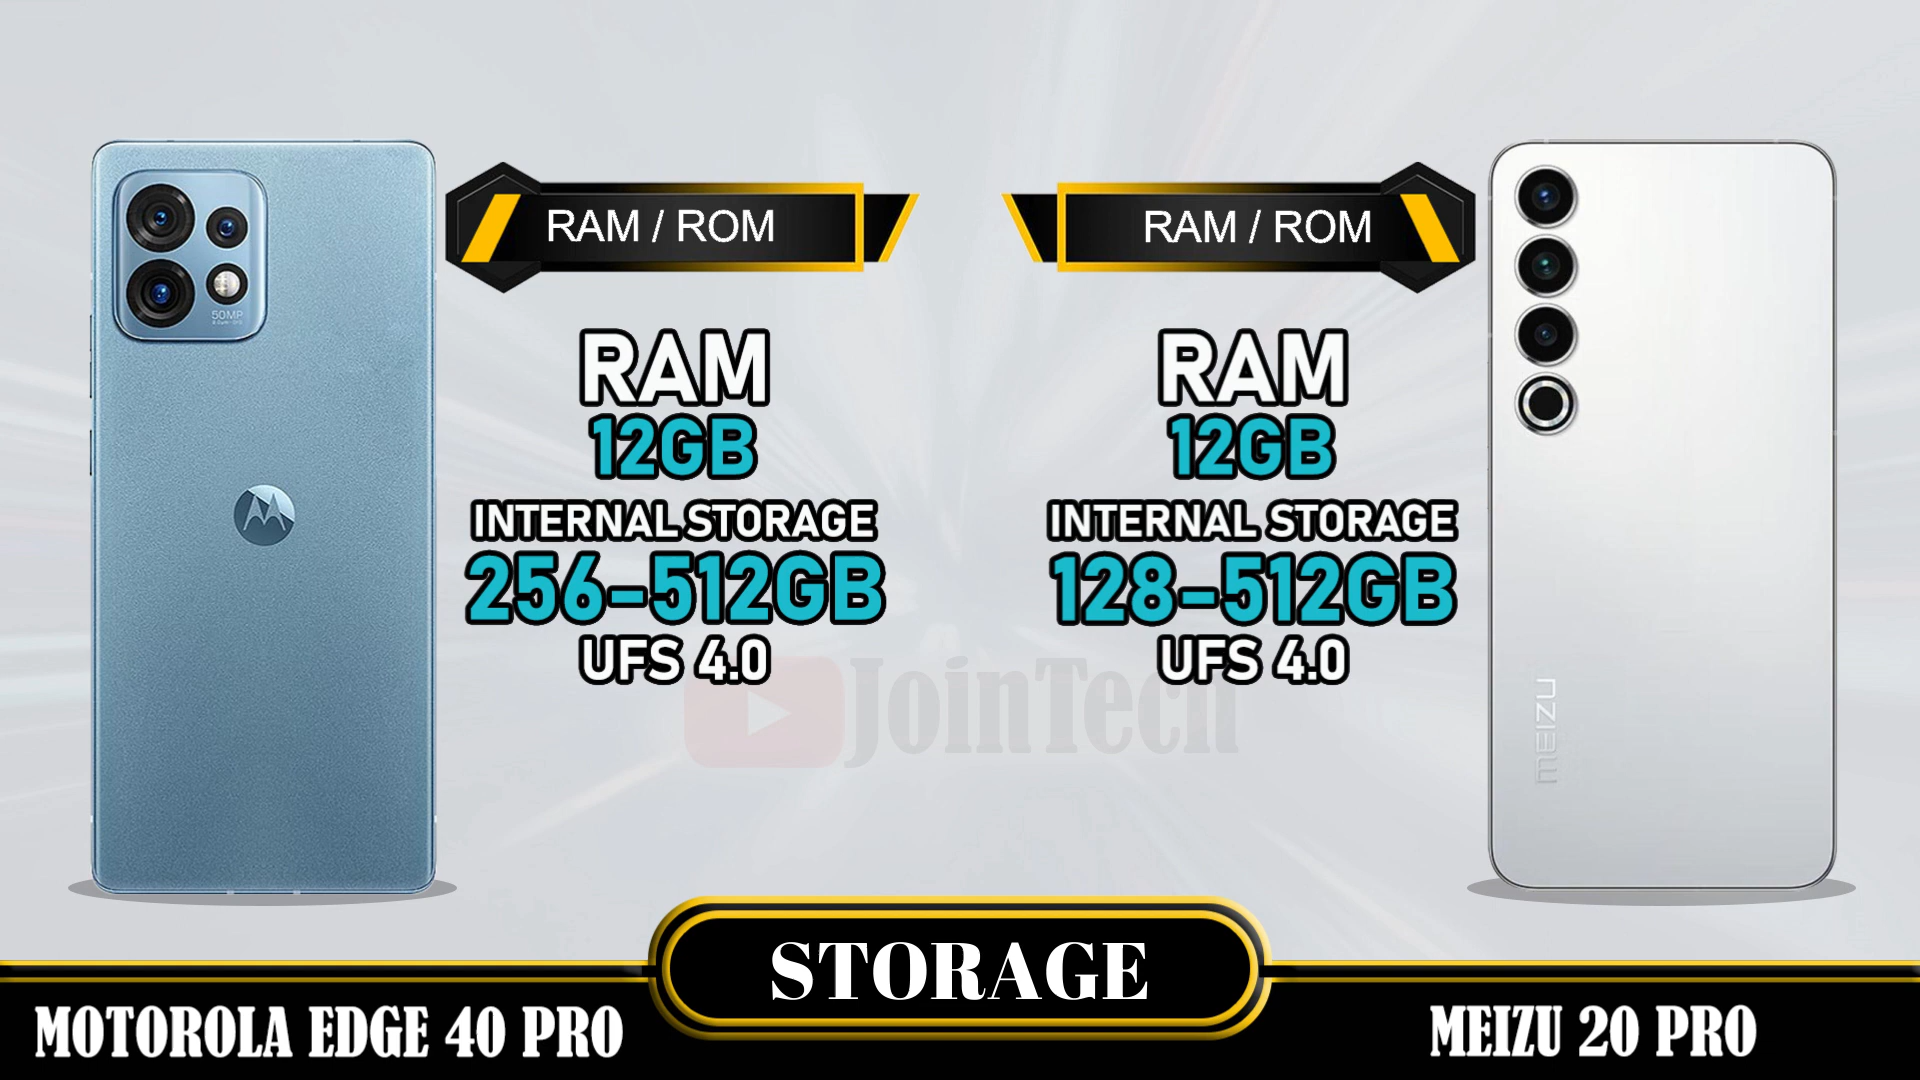 RAM / ROM
RAM
12GB
INTERNAL STORAGE
256-512GB
UFS 4.0
RAM / ROM
RAM
12GB
INTERNAL STORAGE
128-512GB
UFS 4.0
50MP
MEIZU
JoinTech
STORAGE
MOTOROLA EDGE 40 PRO
MEIZU 20 PRO